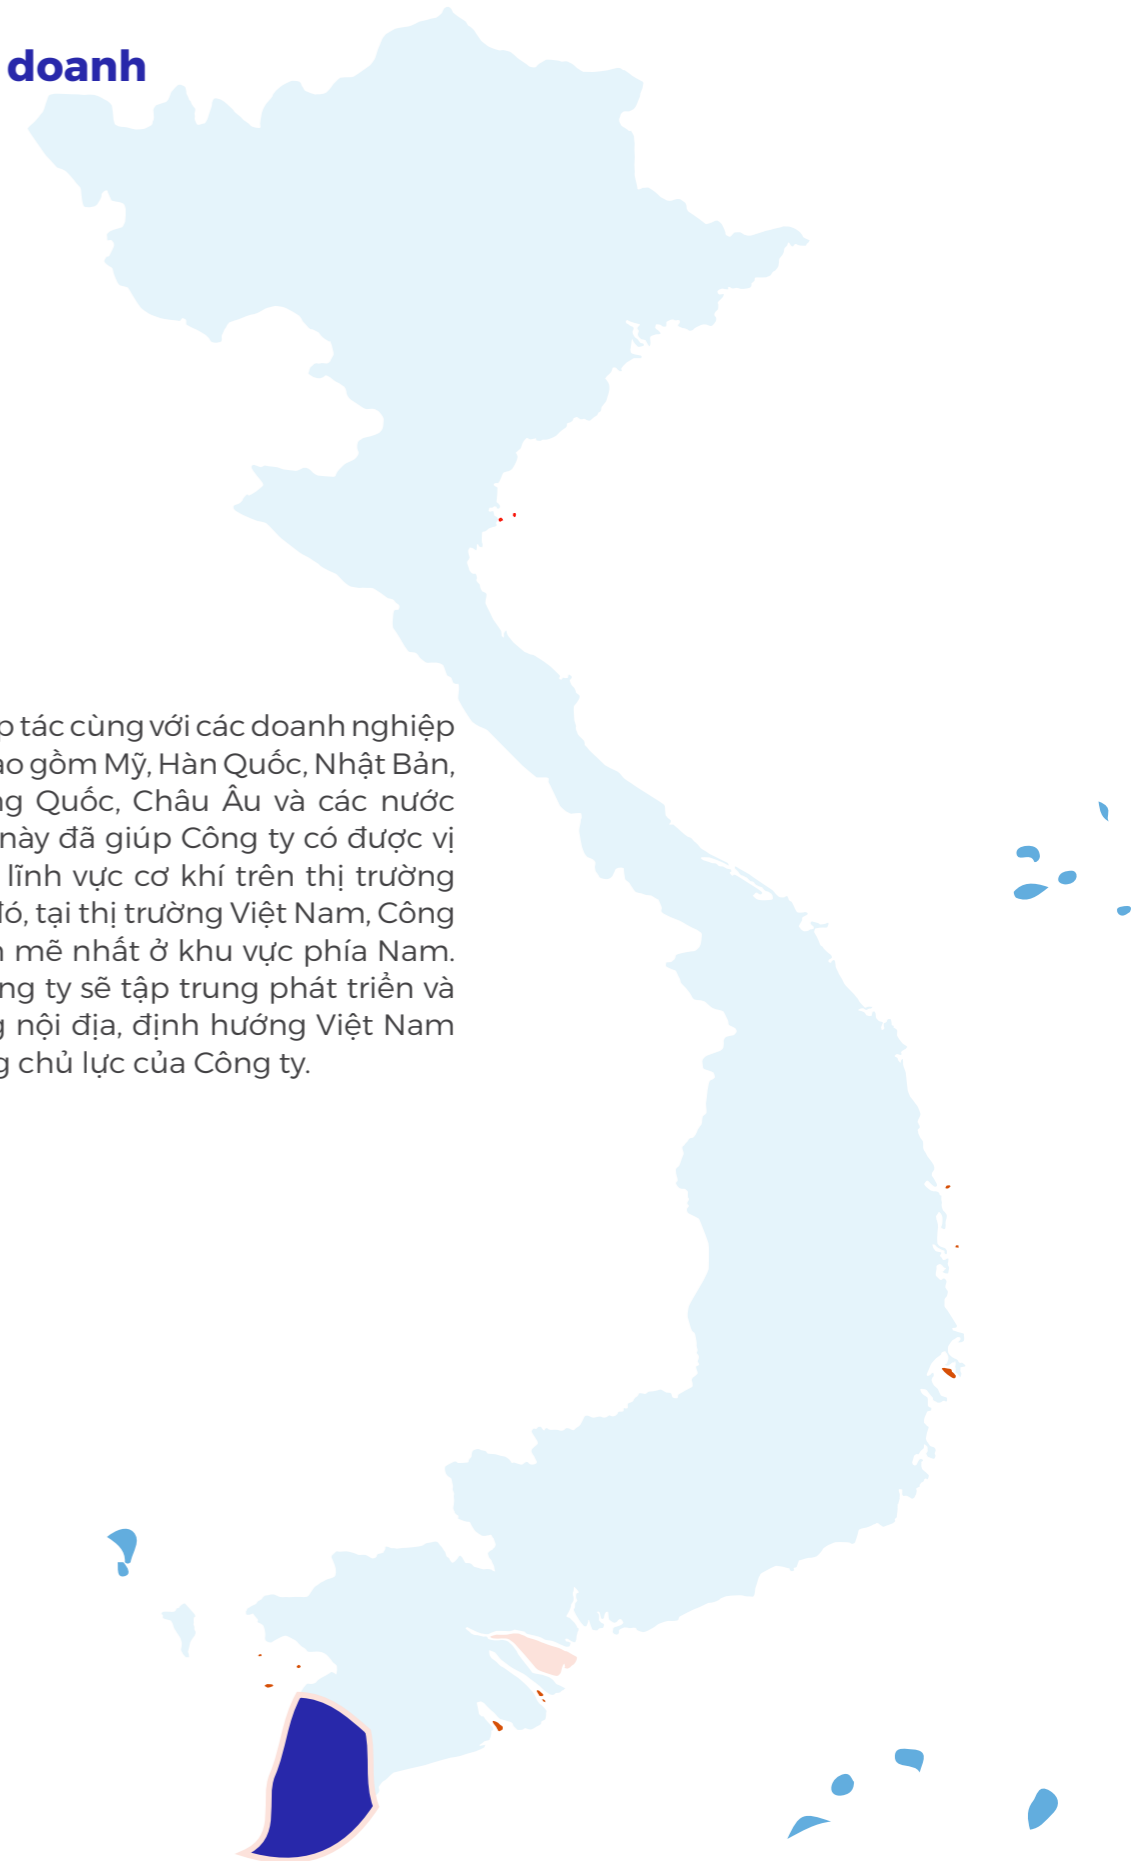 doanh
p tác cùng với các doanh nghiệp
ao gồm Mỹ, Hàn Quốc, Nhật Bản,
ng Quốc, Châu Âu và các nước
này đã giúp Công ty có được vị
lĩnh vực cơ khí trên thị trường
đó, tại thị trường Việt Nam, Công
n mẽ nhất ở khu vực phía Nam.
ng ty sẽ tập trung phát triển và
g nội địa, định hướng Việt Nam
g chủ lực của Công ty.